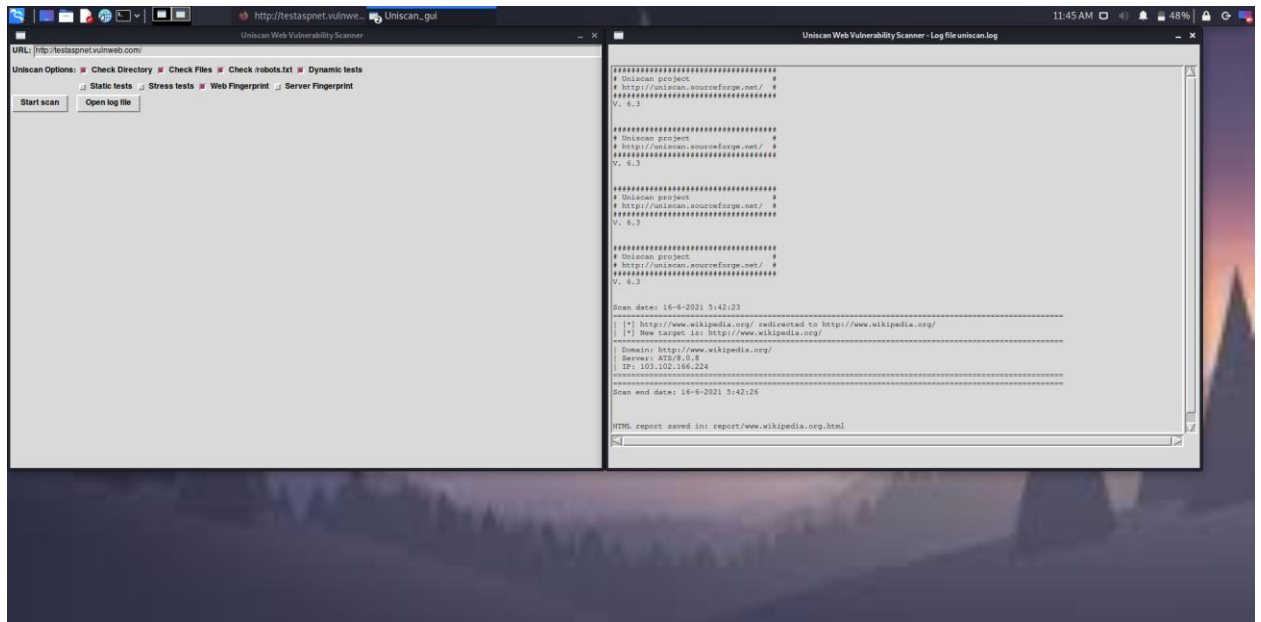 http://testaspnet.vulnwe...
Uniscan_gui
11:45 AM
48%
Uniscan Web Vulnerability Scanner
URL: http://testaspnet.vulnweb.com/
Uniscan Options: Check Directory Check Files Check /robots.txt Dynamic tests
Static tests Stress tests Web Fingerprint Server Fingerprint
Start scan Open log file
Uniscan Web Vulnerability Scanner - Log file uniscan.log
####################################
# Uniscan project #
# http://uniscan.sourceforge.net/ #
####################################
V. 6.3
####################################
# Uniscan project #
# http://uniscan.sourceforge.net/ #
####################################
V. 6.3
####################################
# Uniscan project #
# http://uniscan.sourceforge.net/ #
####################################
V. 6.3
####################################
# Uniscan project #
# http://uniscan.sourceforge.net/ #
####################################
V. 6.3
Scan date: 16-6-2021 5:42:23
====================================================================================================
| [*] http://www.wikipedia.org/ redirected to http://www.wikipedia.org/
| [*] New target is: http://www.wikipedia.org/
====================================================================================================
| Domain: http://www.wikipedia.org/
| Server: ATS/8.0.8
| IP: 103.102.166.224
====================================================================================================
====================================================================================================
Scan end date: 16-6-2021 5:42:26
HTML report saved in: report/www.wikipedia.org.html